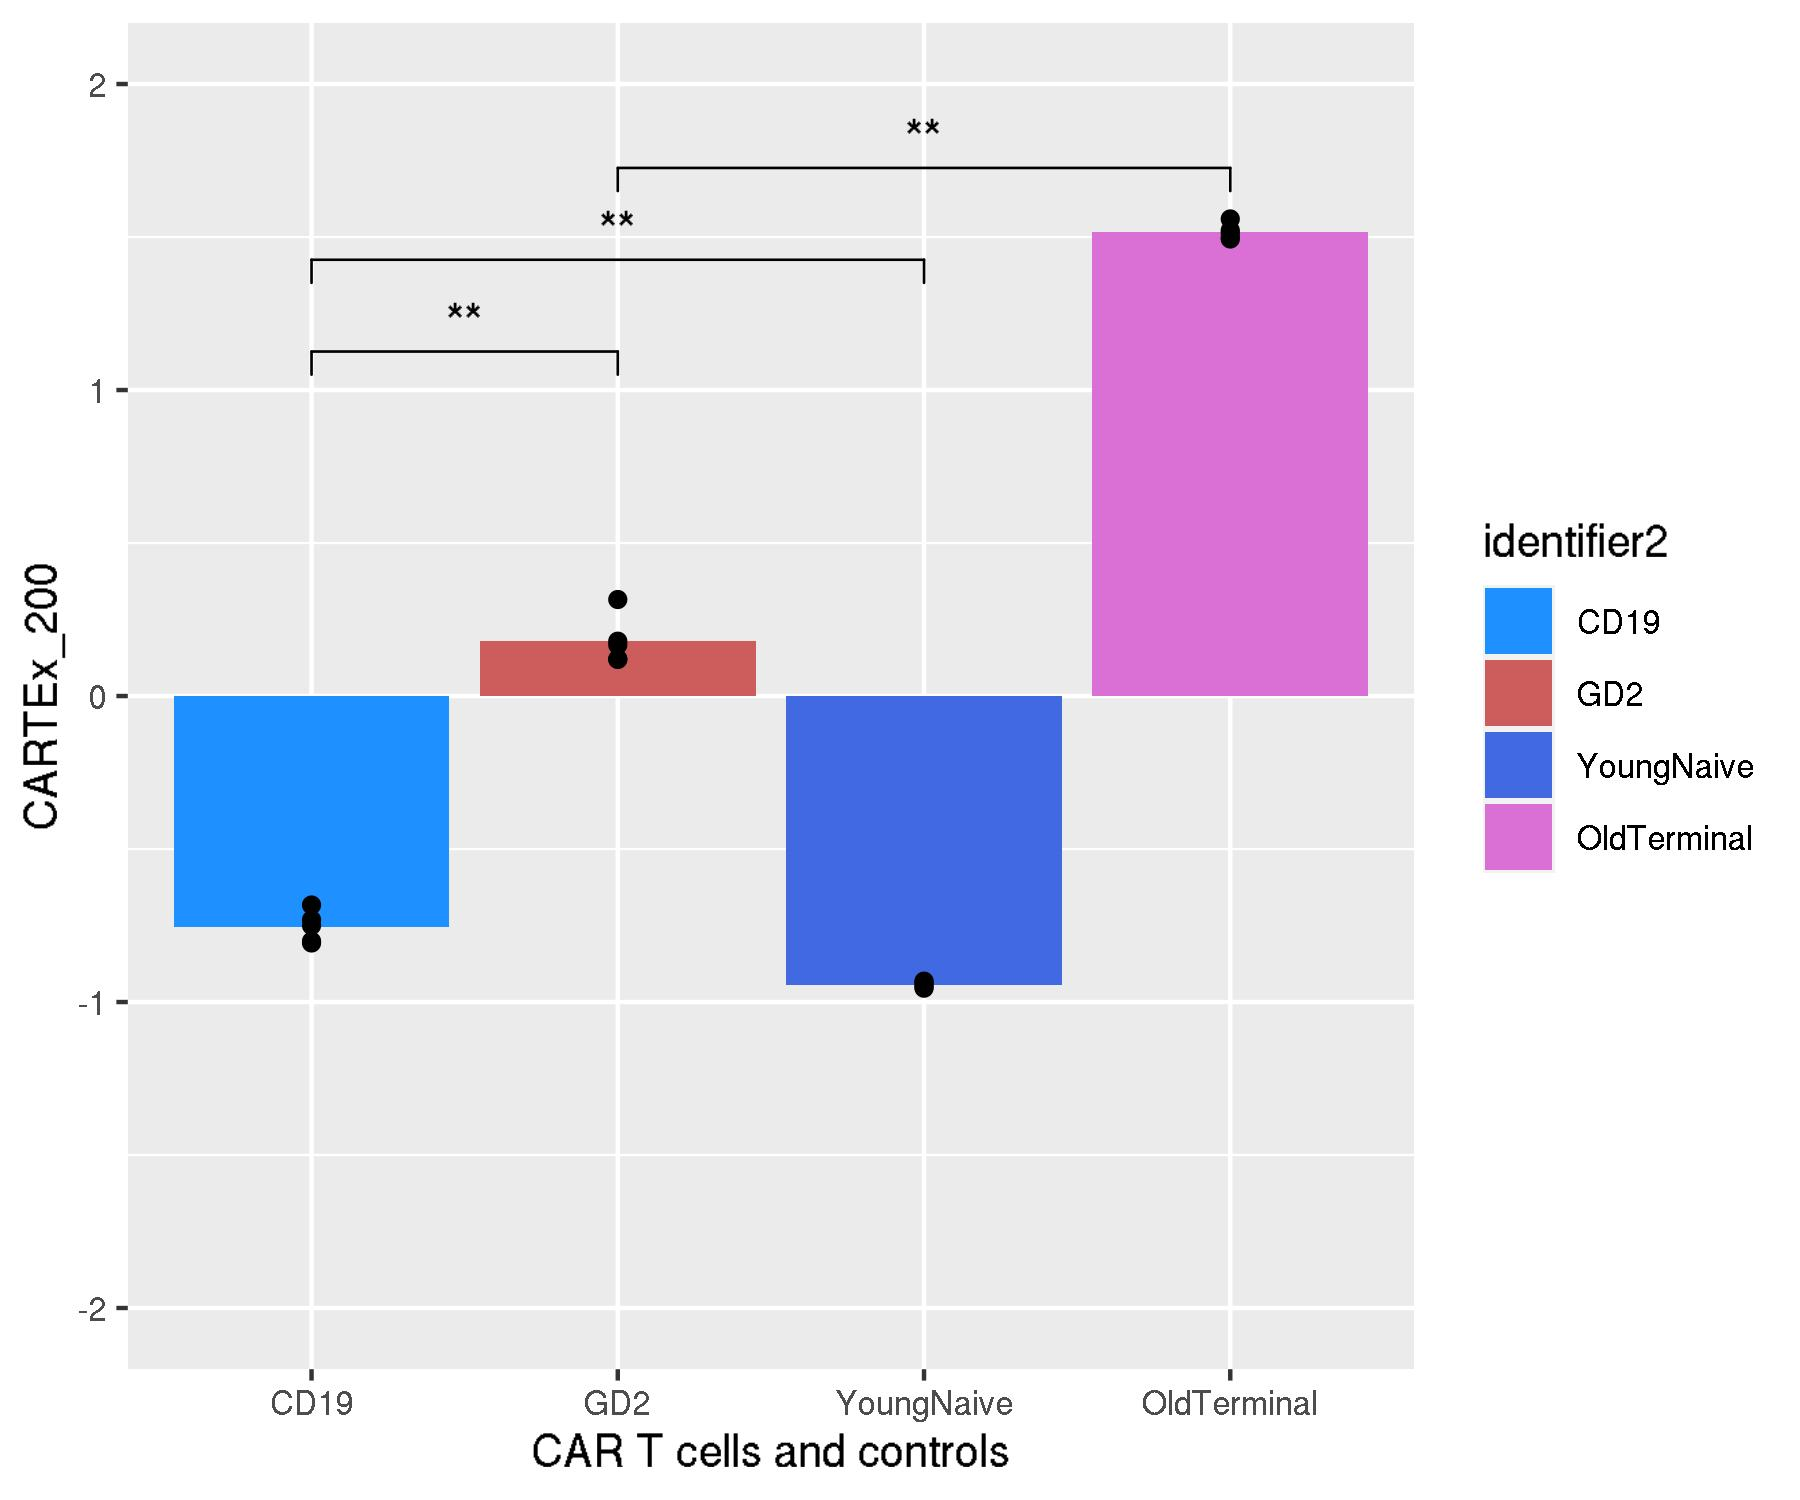 2
1
0
-1
-2
CARTEx_200
**
**
**
CD19
GD2
YoungNaive
OldTerminal
CAR T cells and controls
identifier2
CD19
GD2
YoungNaive
OldTerminal